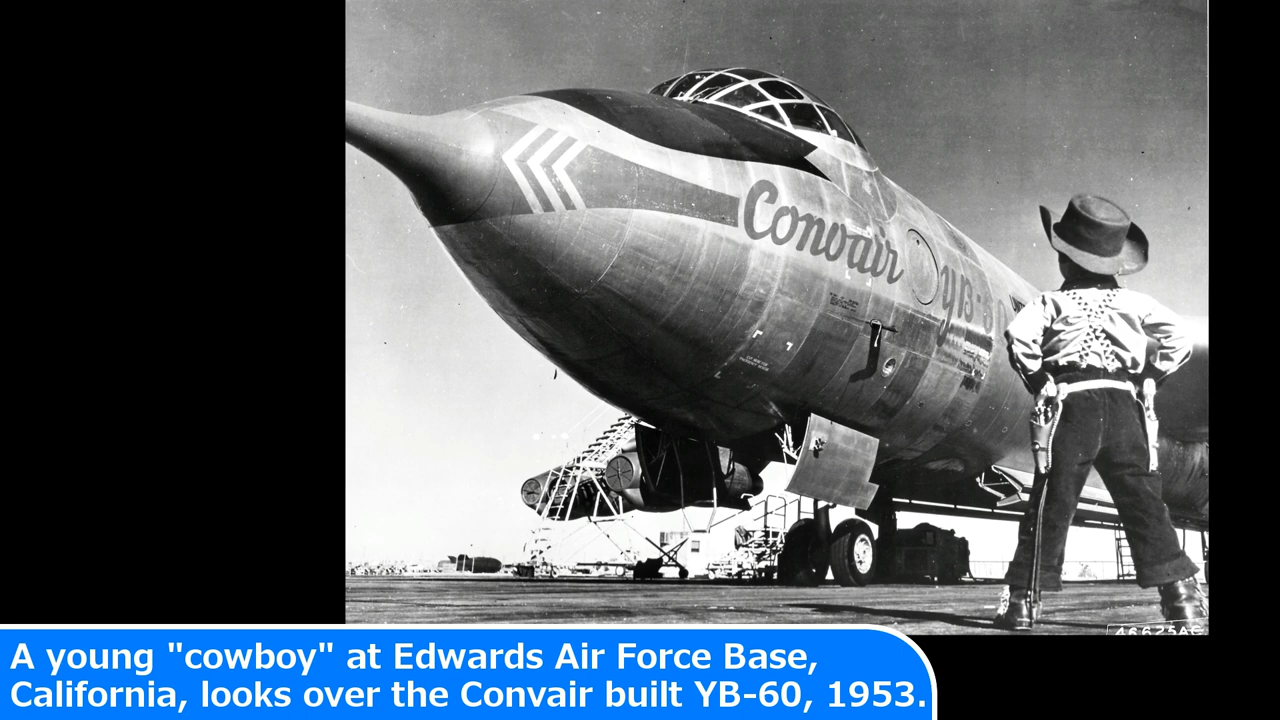 Convair YB-60
46625AC
A young "cowboy" at Edwards Air Force Base,
California, looks over the Convair built YB-60, 1953.